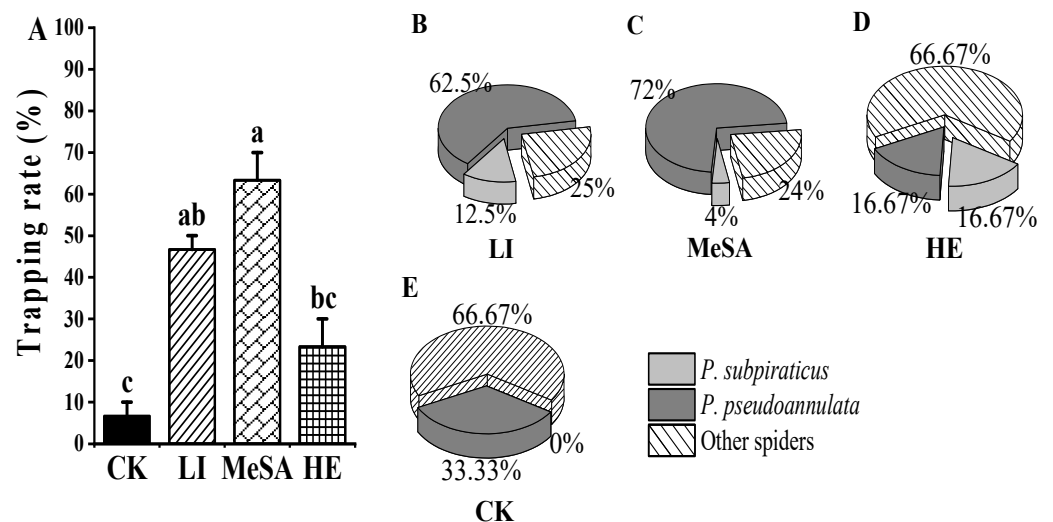 A
Trapping rate (%)
100
90
80
70
60
50
40
30
20
10
0
c
ab
a
bc
CK LI MeSA HE
B
62.5%
12.5%
25%
LI
C
72%
4%
24%
MeSA
D
66.67%
16.67%
16.67%
HE
E
66.67%
0%
33.33%
CK
P. subpiraticus
P. pseudoannulata
Other spiders